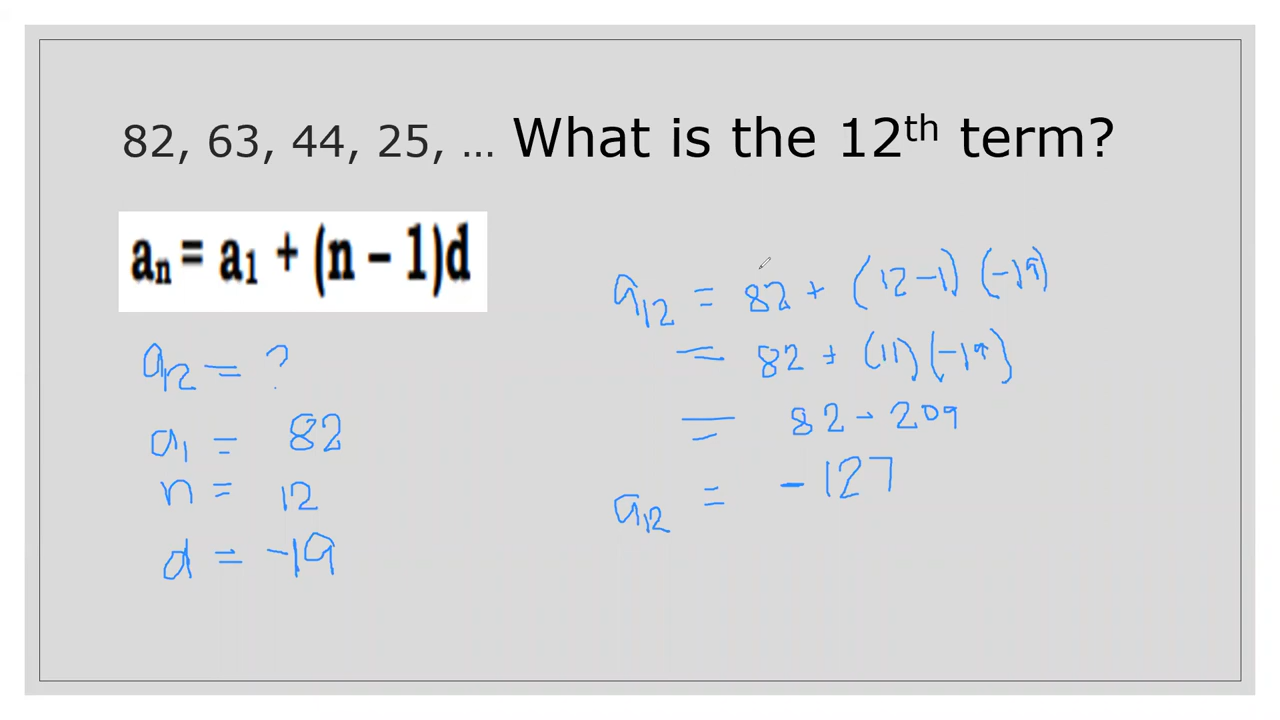 82, 63, 44, 25, … What is the 12th term?
an = a1 + (n – 1)d
a12 = ?
a1 = 82
n = 12
d = -19
a12 = 82 + (12 - 1) (-19)
= 82 + (11) (-19)
= 82 - 209
a12 = - 127